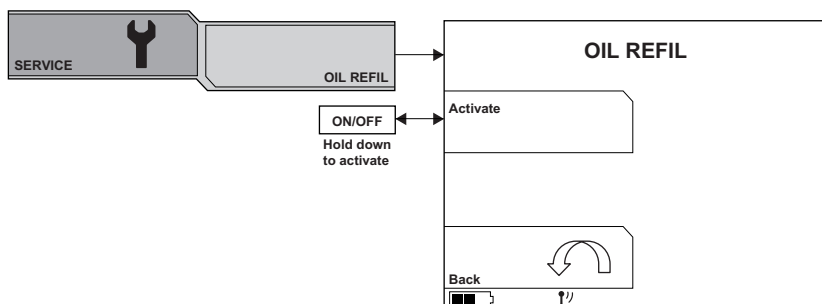 SERVICE
OIL REFIL
OIL REFIL
ON/OFF
Hold down
to activate
Activate
Back